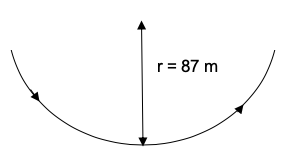 r = 87 m